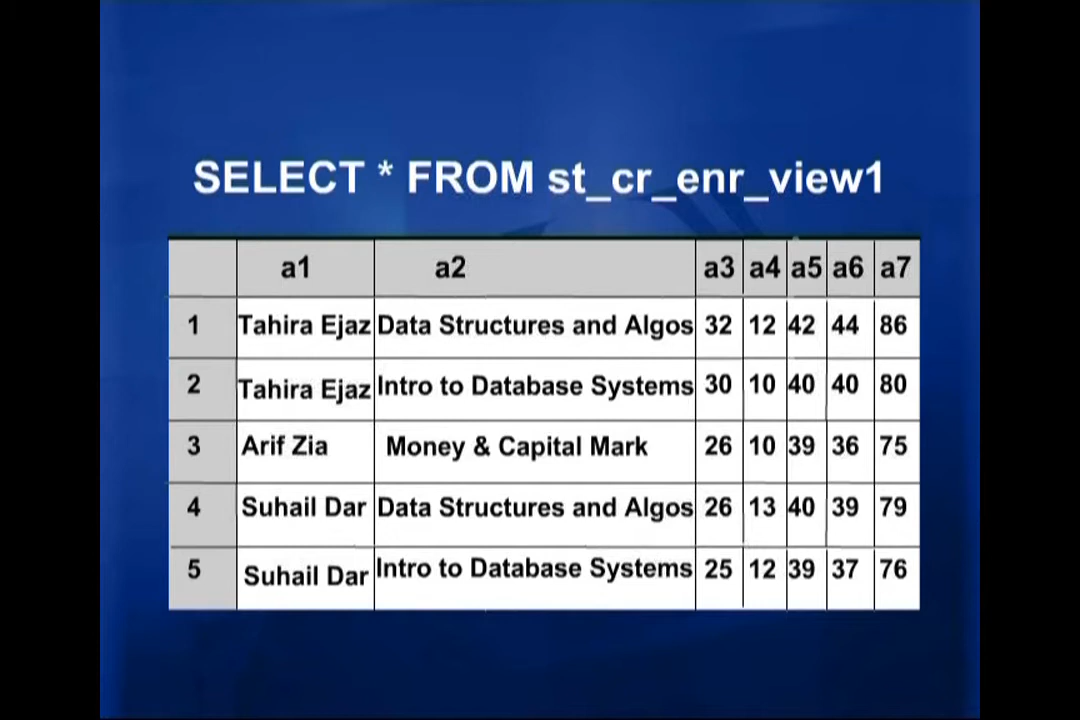 SELECT * FROM st_cr_enr_view1
a1 a2 a3 a4 a5 a6 a7
1 Tahira Ejaz Data Structures and Algos 32 12 42 44 86
2 Tahira Ejaz Intro to Database Systems 30 10 40 40 80
3 Arif Zia Money & Capital Mark 26 10 39 36 75
4 Suhail Dar Data Structures and Algos 26 13 40 39 79
5 Suhail Dar Intro to Database Systems 25 12 39 37 76